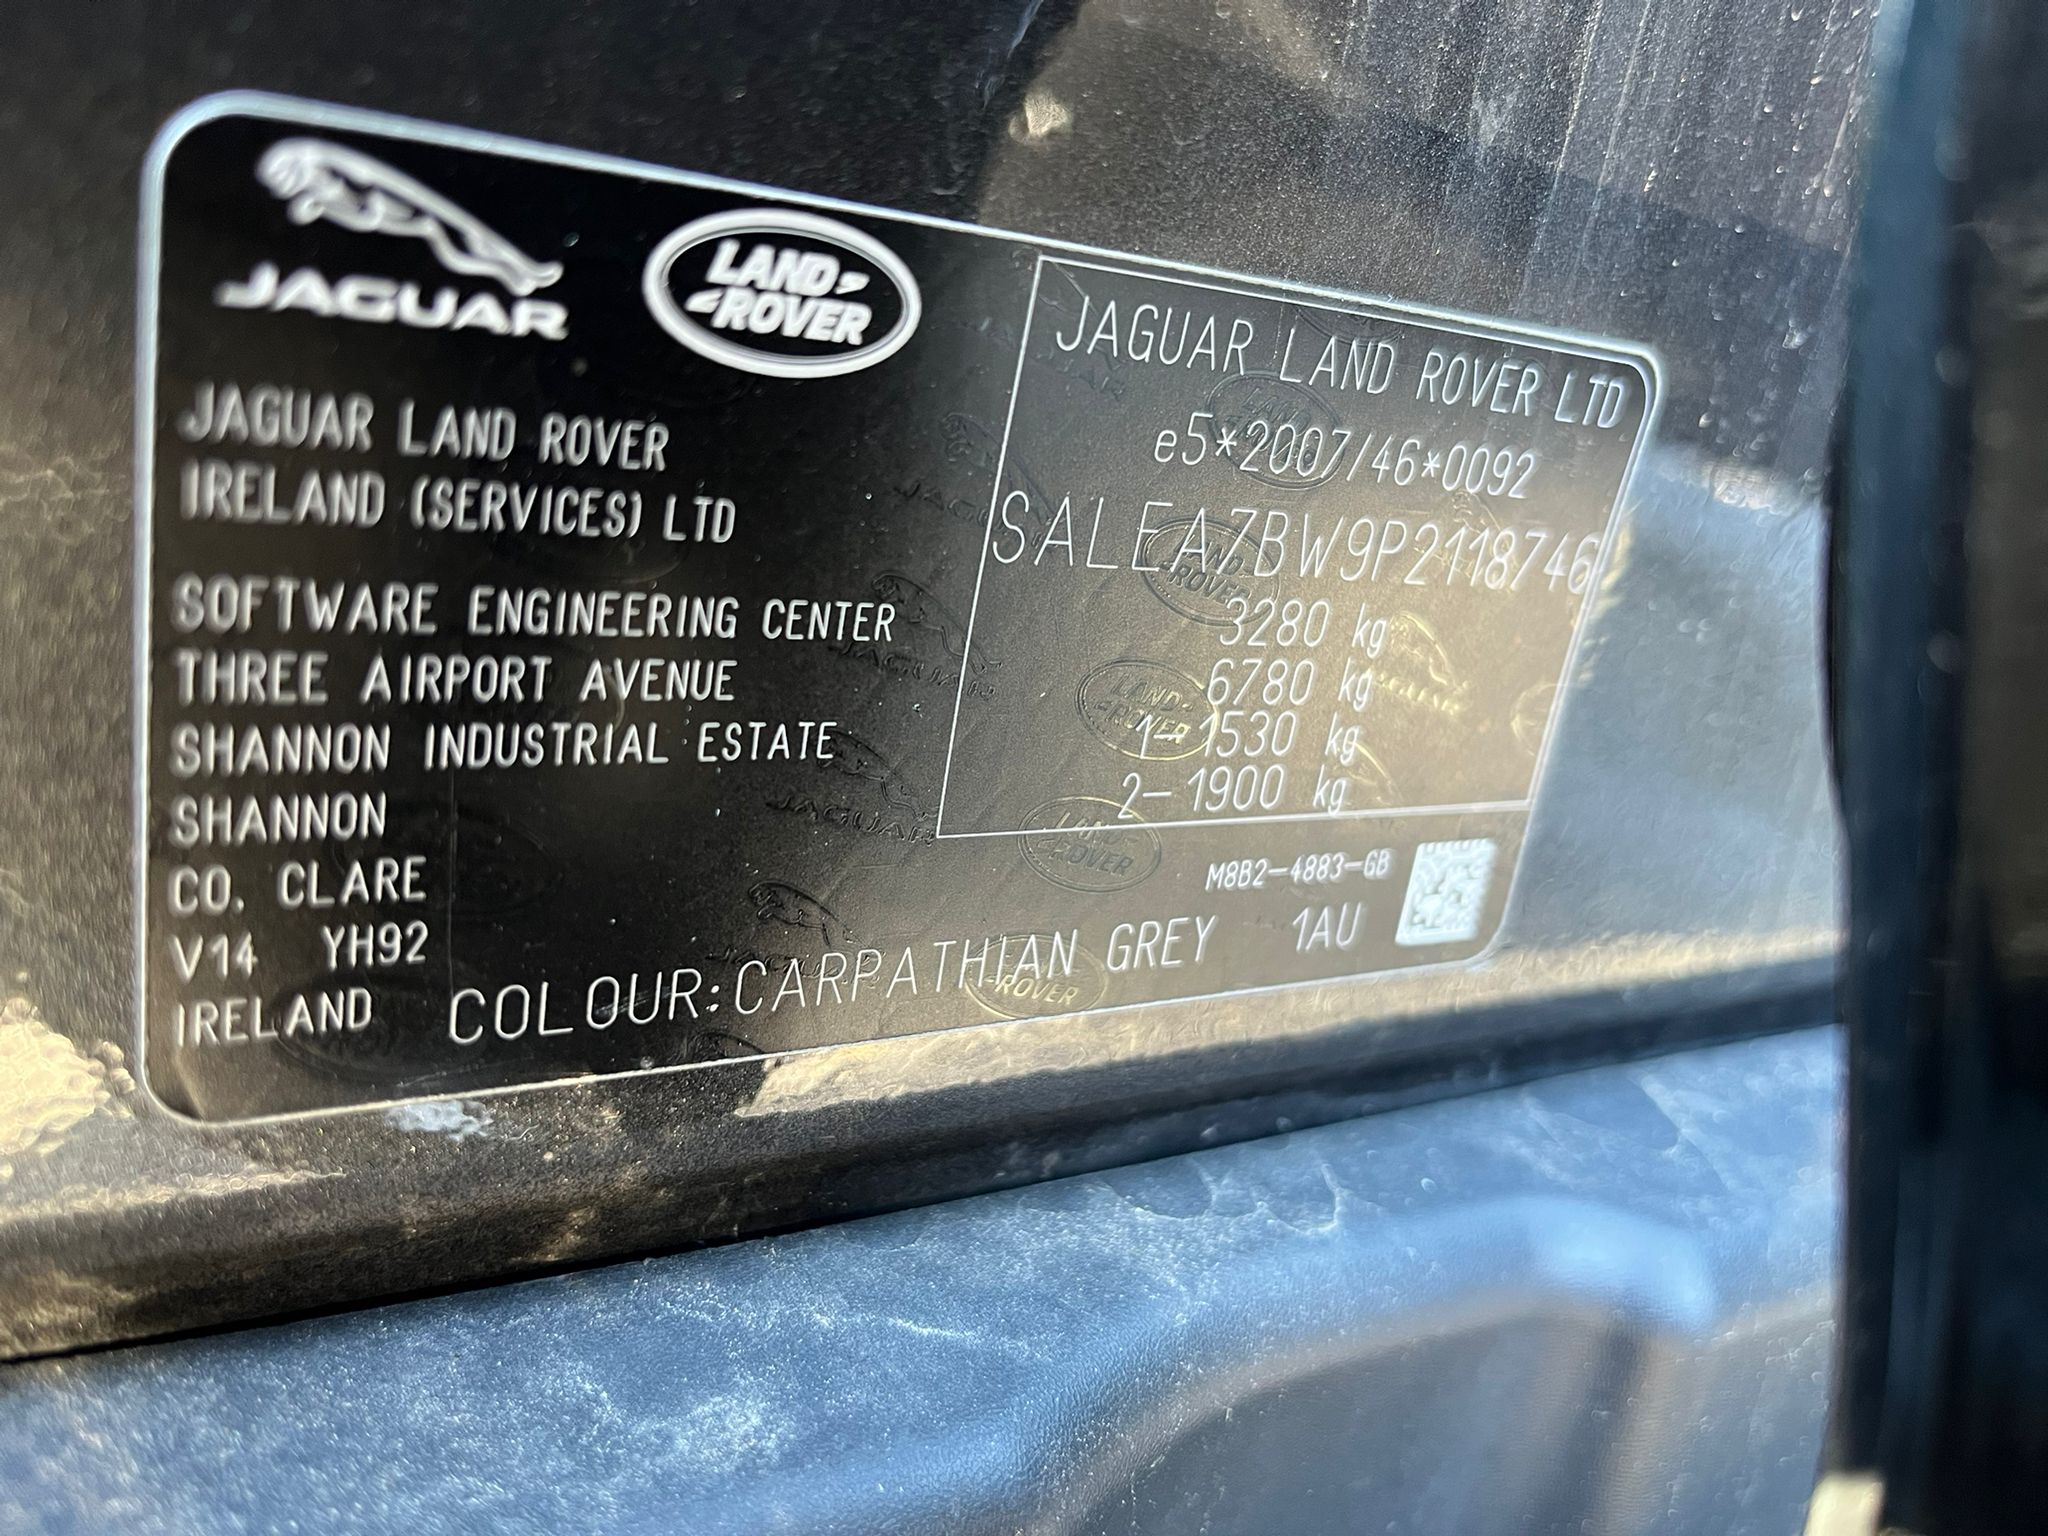 JAGUAR
LAND ROVER
JAGUAR LAND ROVER
IRELAND (SERVICES) LTD
SOFTWARE ENGINEERING CENTER
THREE AIRPORT AVENUE
SHANNON INDUSTRIAL ESTATE
SHANNON
CO. CLARE
V14 YH92
IRELAND
JAGUAR LAND ROVER LTD
e5*2007/46*0092
SALEA7BW9P2118746
3280 kg
6780 kg
1- 1530 kg
2- 1900 kg
M8B2-4883-GB
COLOUR:CARPATHIAN GREY 1AU